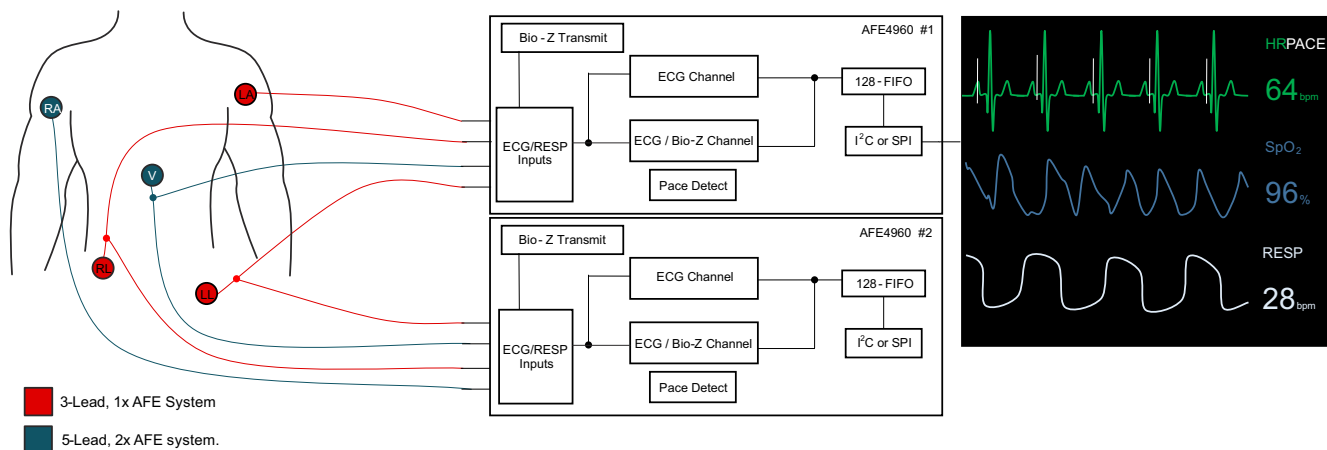 RA
LA
V
RL
LL
3-Lead, 1x AFE System
5-Lead, 2x AFE system.
AFE4960 #1
Bio - Z Transmit
ECG Channel
128 - FIFO
ECG/RESP
Inputs
ECG / Bio-Z Channel
I²C or SPI
Pace Detect
AFE4960 #2
Bio - Z Transmit
ECG Channel
128 - FIFO
ECG/RESP
Inputs
ECG / Bio-Z Channel
I²C or SPI
Pace Detect
HRPACE
64bpm
SpO₂
96%
RESP
28bpm